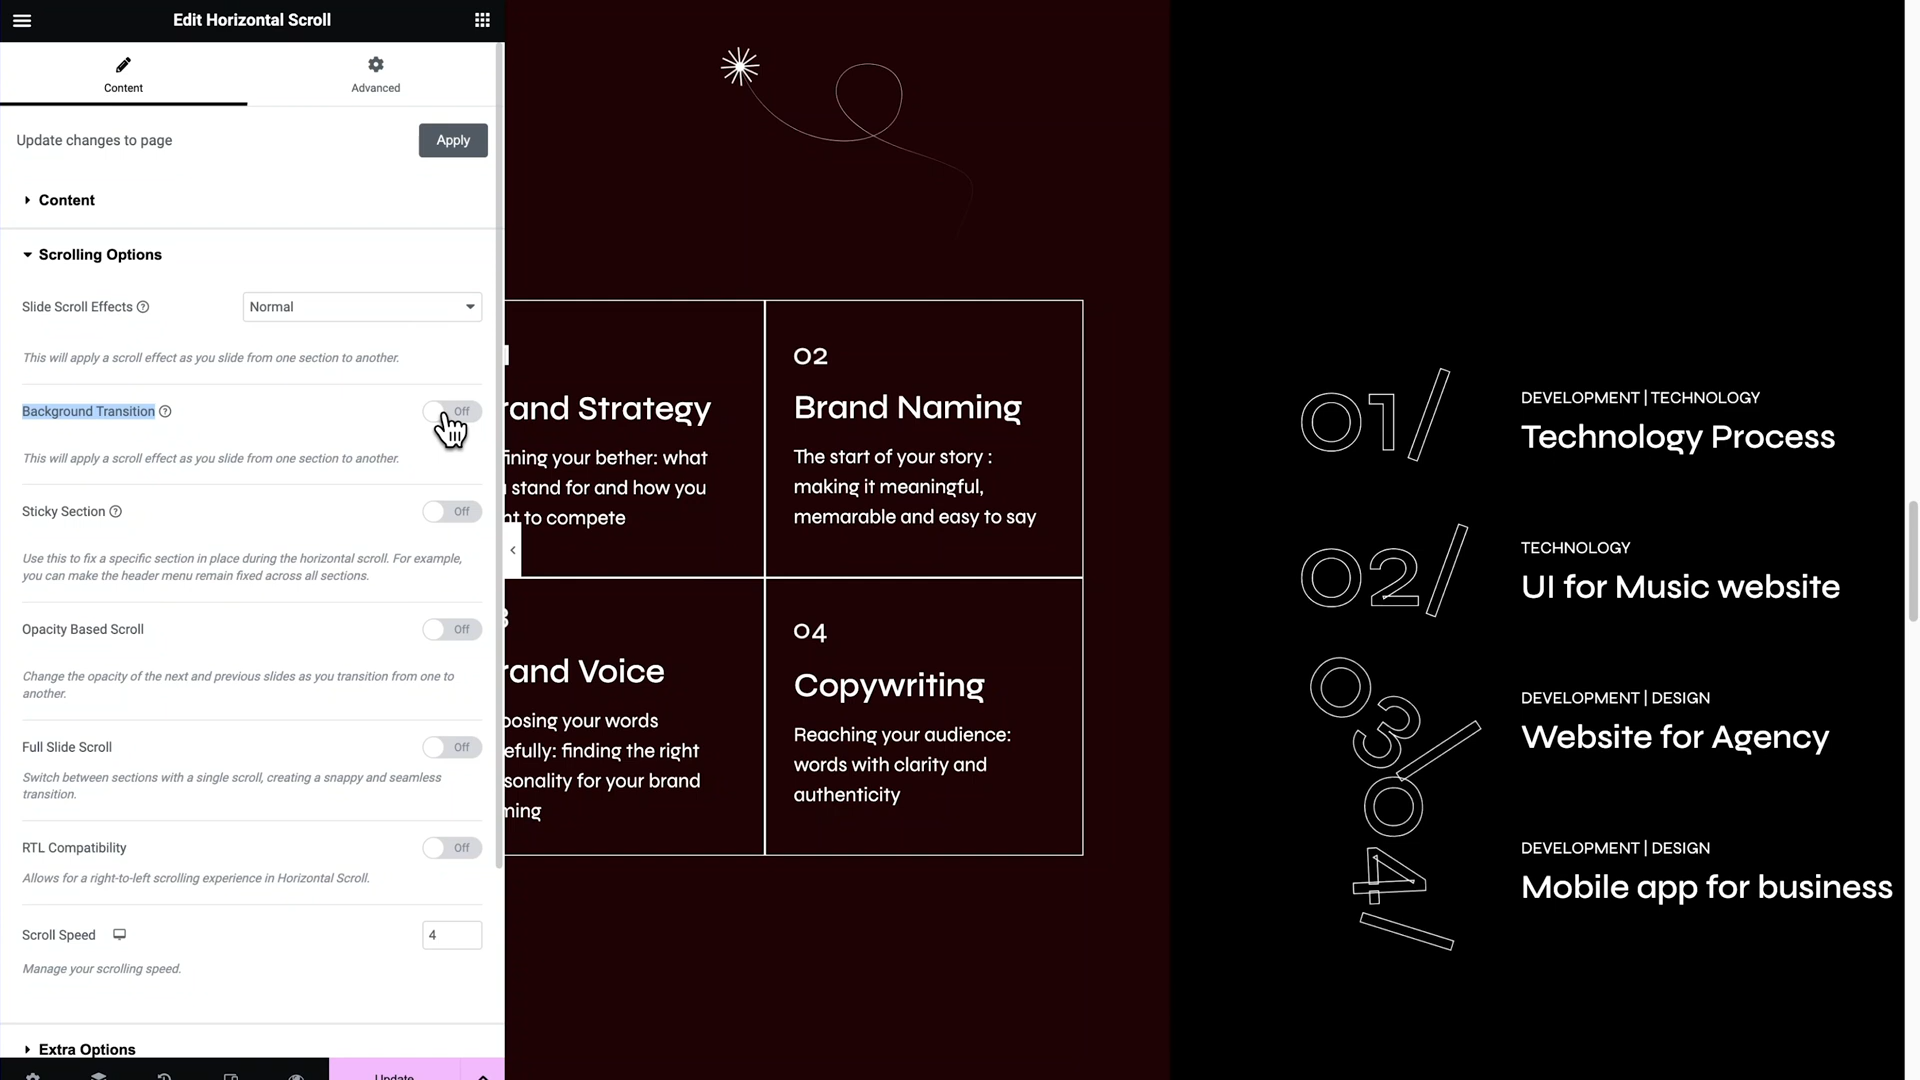 Edit Horizontal Scroll
Content
Advanced
Update changes to page
Apply
Content
Scrolling Options
Slide Scroll Effects
Normal
This will apply a scroll effect as you slide from one section to another.
Background Transition
Off
This will apply a scroll effect as you slide from one section to another.
Sticky Section
Off
Use this to fix a specific section in place during the horizontal scroll. For example,
you can make the header menu remain fixed across all sections.
Opacity Based Scroll
Off
Change the opacity of the next and previous slides as you transition from one to
another.
Full Slide Scroll
Off
Switch between sections with a single scroll, creating a snappy and seamless
transition.
RTL Compatibility
Off
Allows for a right-to-left scrolling experience in Horizontal Scroll.
Scroll Speed
4
Manage your scrolling speed.
Extra Options
Update
rand Strategy
fining your bether: what
stand for and how you
to compete
02
Brand Naming
The start of your story :
making it meaningful,
memarable and easy to say
rand Voice
oosing your words
efully: finding the right
sonality for your brand
ming
04
Copywriting
Reaching your audience:
words with clarity and
authenticity
01/
DEVELOPMENT | TECHNOLOGY
Technology Process
02/
TECHNOLOGY
UI for Music website
03/
DEVELOPMENT | DESIGN
Website for Agency
04/
DEVELOPMENT | DESIGN
Mobile app for business